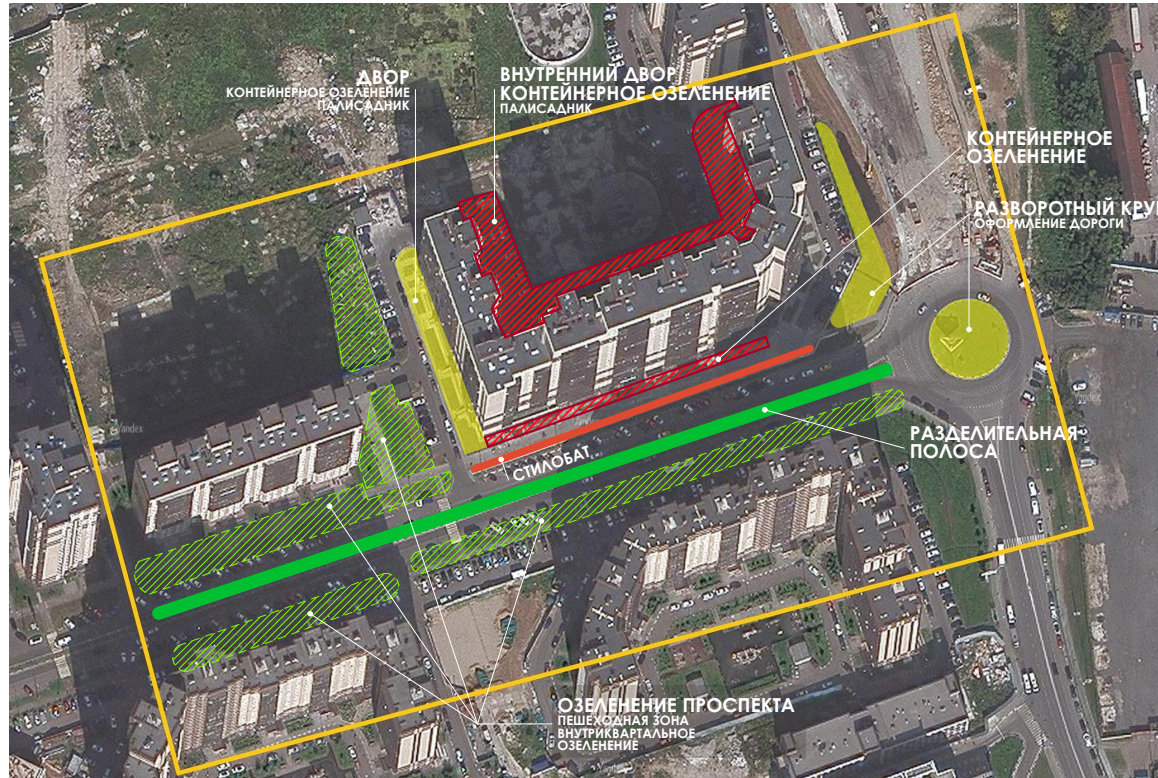 ДВОР
КОНТЕЙНЕРНОЕ ОЗЕЛЕНЕНИЕ
ПАЛИСАДНИК
ВНУТРЕННИЙ ДВОР
КОНТЕЙНЕРНОЕ ОЗЕЛЕНЕНИЕ
ПАЛИСАДНИК
КОНТЕЙНЕРНОЕ
ОЗЕЛЕНЕНИЕ
РАЗВОРОТНЫЙ КРУ
ОФОРМЛЕНИЕ ДОРОГИ
РАЗДЕЛИТЕЛЬНАЯ
ПОЛОСА
СТИЛОБАТ
ОЗЕЛЕНЕНИЕ ПРОСПЕКТА
ПЕШЕХОДНАЯ ЗОНА
ВНУТРИКВАРТАЛЬНОЕ
ОЗЕЛЕНЕНИЕ
Yandex